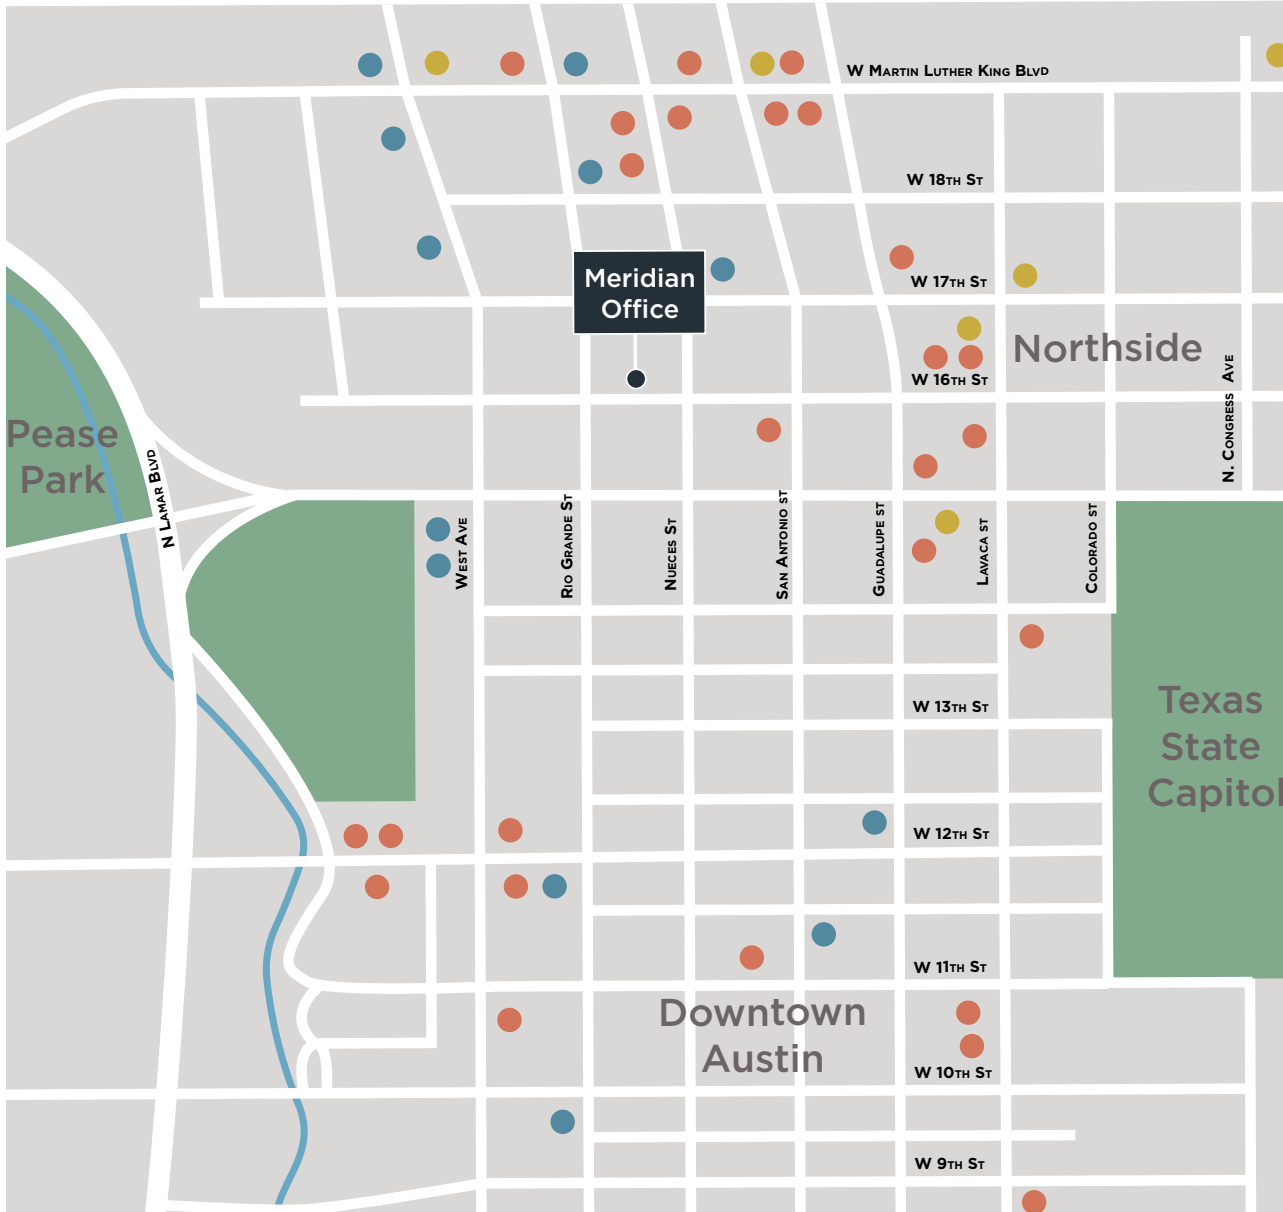 W Martin Luther King Blvd
W 18th St
Meridian
Office
W 17th St
Northside
W 16th St
N. Congress Ave
Pease
Park
N Lamar Blvd
West Ave
Rio Grande St
Nueces St
San Antonio st
Guadalupe st
Lavaca st
Colorado st
W 13th St
Texas
State
Capitol
W 12th St
W 11th St
Downtown
Austin
W 10th St
W 9th St